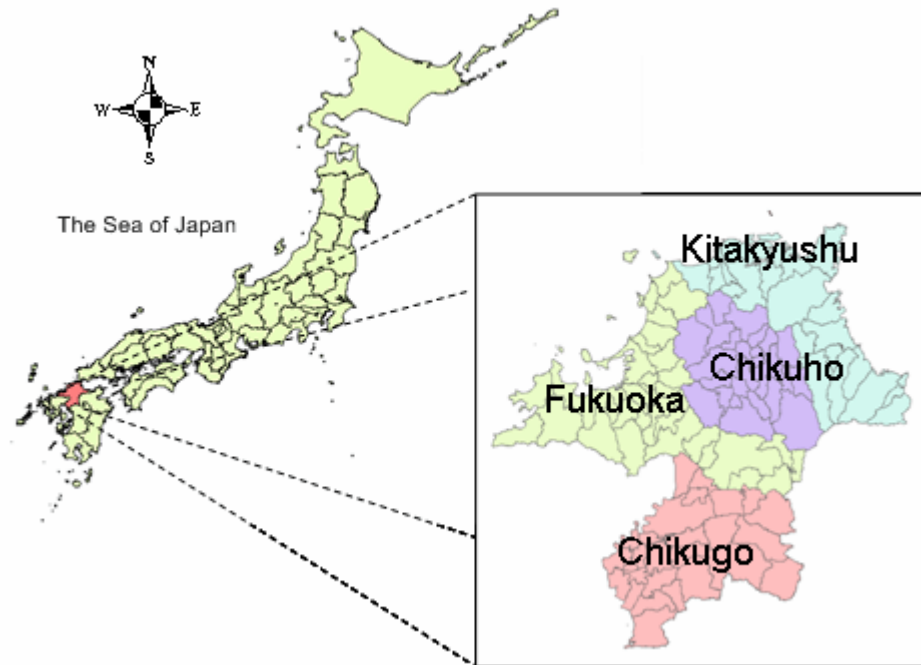 N
W
E
S
The Sea of Japan
Kitakyushu
Chikuho
Fukuoka
Chikugo